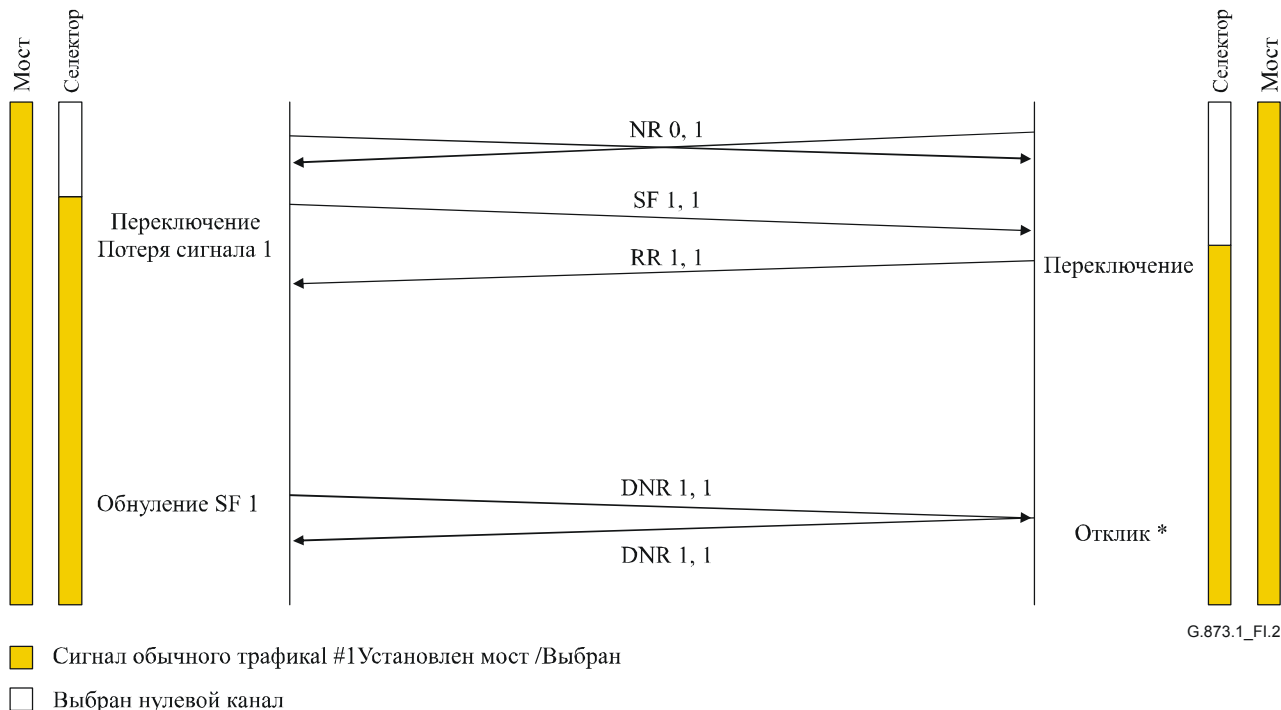 Мост
Селектор
Селектор
Мост
NR 0, 1
SF 1, 1
Переключение
Потеря сигнала 1
RR 1, 1
Переключение
DNR 1, 1
Обнуление SF 1
Отклик *
DNR 1, 1
G.873.1_FI.2
Сигнал обычного трафикаl #1Установлен мост /Выбран
Выбран нулевой канал